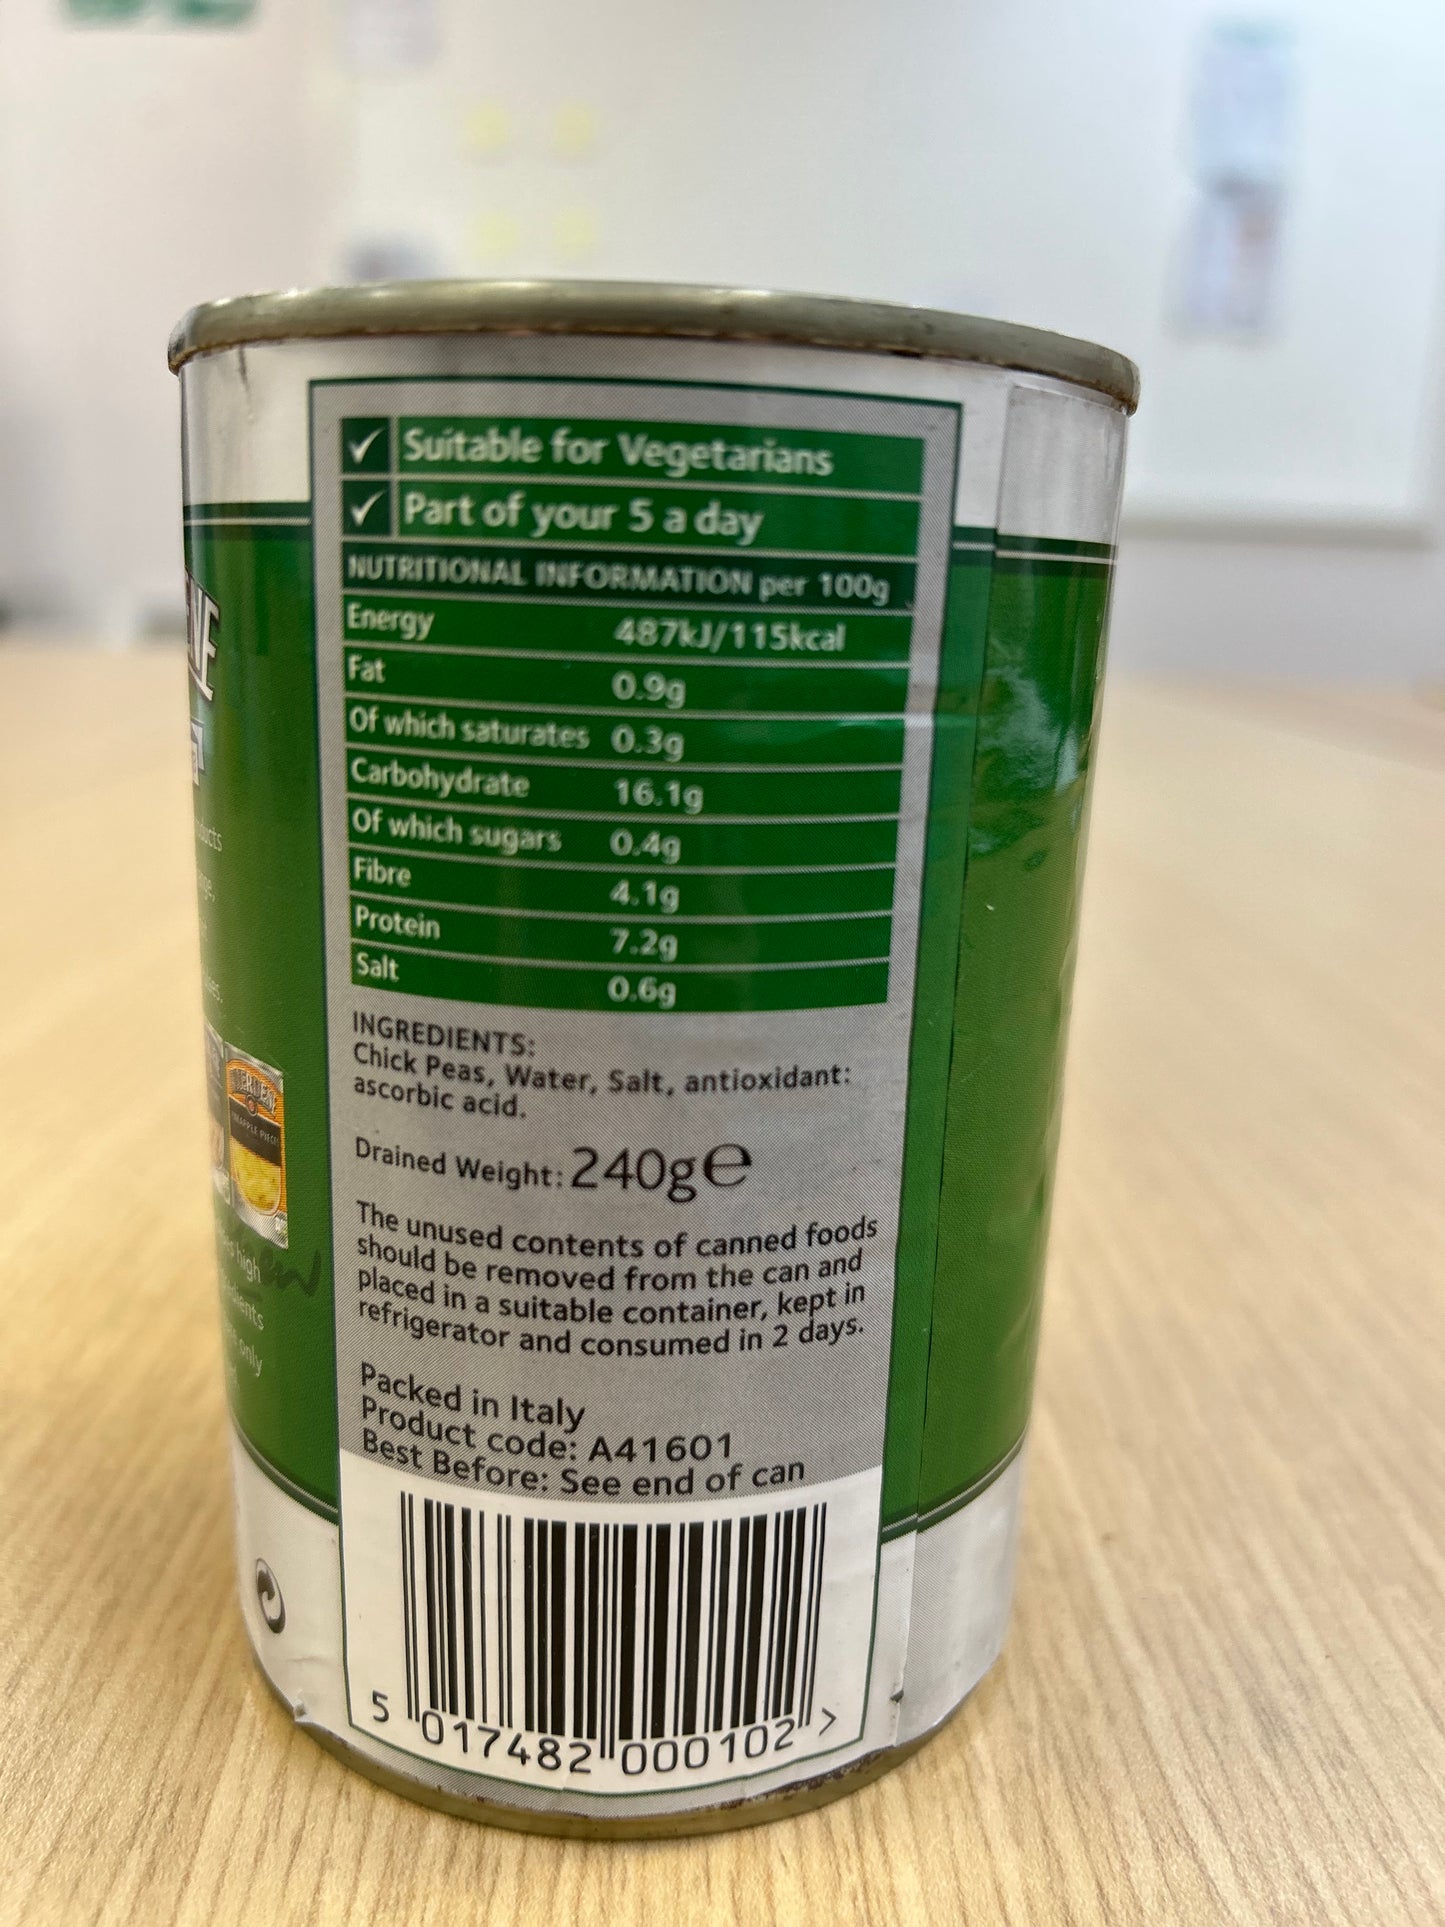 Suitable for Vegetarians
Part of your 5 a day
NUTRITIONAL INFORMATION per 100g
Energy 487kJ/115kcal
Fat 0.9g
Of which saturates 0.3g
Carbohydrate 16.1g
Of which sugars 0.4g
Fibre 4.1g
Protein 7.2g
Salt 0.6g
INGREDIENTS:
Chick Peas, Water, Salt, antioxidant:
ascorbic acid.
Drained Weight: 240g℮
The unused contents of canned foods
should be removed from the can and
placed in a suitable container, kept in
refrigerator and consumed in 2 days.
Packed in Italy
Product code: A41601
Best Before: See end of can
5 017482 000102 >
high
only